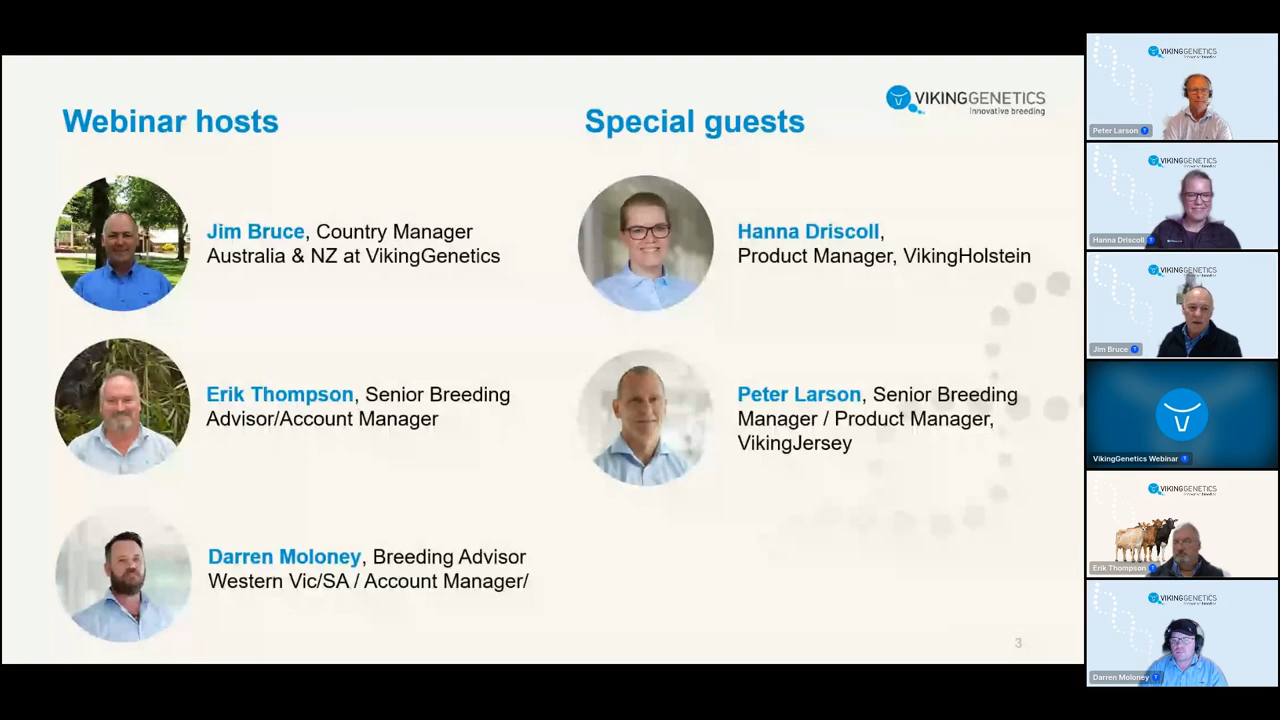 Webinar hosts
Special guests
VIKINGGENETICS
innovative breeding
Jim Bruce, Country Manager
Australia & NZ at VikingGenetics
Erik Thompson, Senior Breeding
Advisor/Account Manager
Darren Moloney, Breeding Advisor
Western Vic/SA / Account Manager/
Hanna Driscoll,
Product Manager, VikingHolstein
Peter Larson, Senior Breeding
Manager / Product Manager,
VikingJersey
3
VIKINGGENETICS
Peter Larson
VIKINGGENETICS
Hanna Driscoll
VIKINGGENETICS
Jim Bruce
VikingGenetics Webinar
VIKINGGENETICS
Erik Thompson
VIKINGGENETICS
Darren Moloney